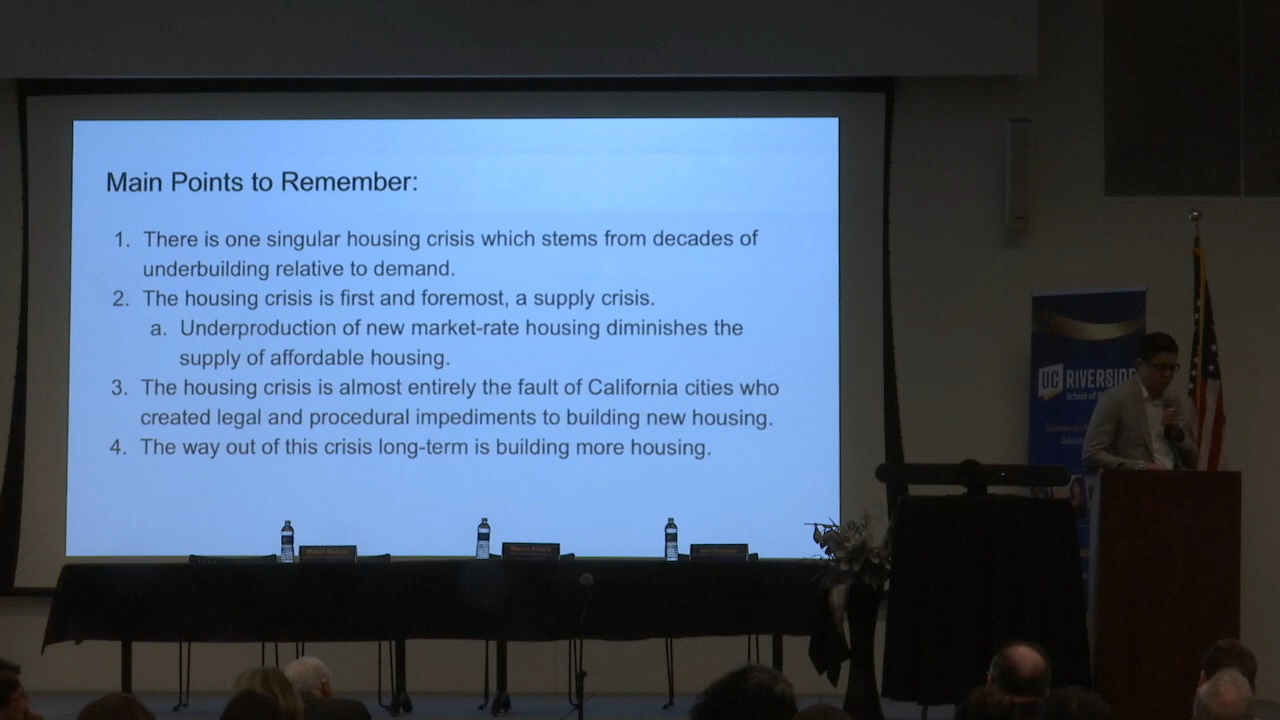 Main Points to Remember:
1. There is one singular housing crisis which stems from decades of
underbuilding relative to demand.
2. The housing crisis is first and foremost, a supply crisis.
a. Underproduction of new market-rate housing diminishes the
supply of affordable housing.
3. The housing crisis is almost entirely the fault of California cities who
created legal and procedural impediments to building new housing.
4. The way out of this crisis long-term is building more housing.
UC RIVERSIDE
School of